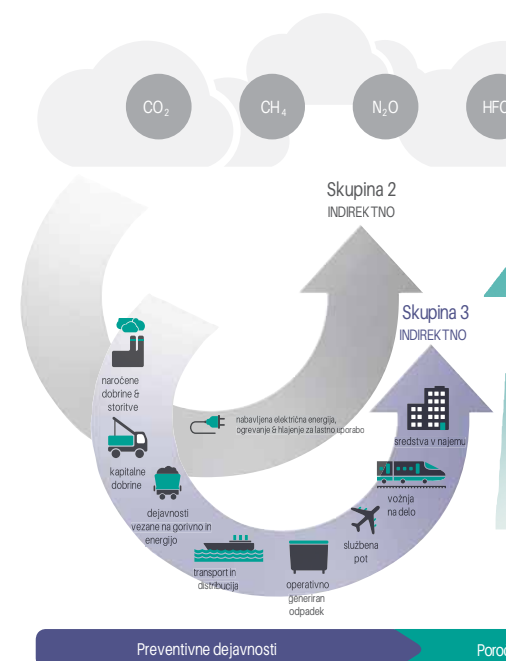 CO₂
CH₄
N₂O
HFC
Skupina 2
INDIREKTNO
Skupina 3
INDIREKTNO
naročene
dobrine &
storitve
nabavljena električna energija,
ogrevanje & hlajenje za lastno uporabo
sredstva v najemu
kapitalne
dobrine
vožnja
na delo
dejavnosti
vezane na gorivno in
energijo
službena
pot
transport in
distribucija
operativno
generiran
odpadek
Preventivne dejavnosti